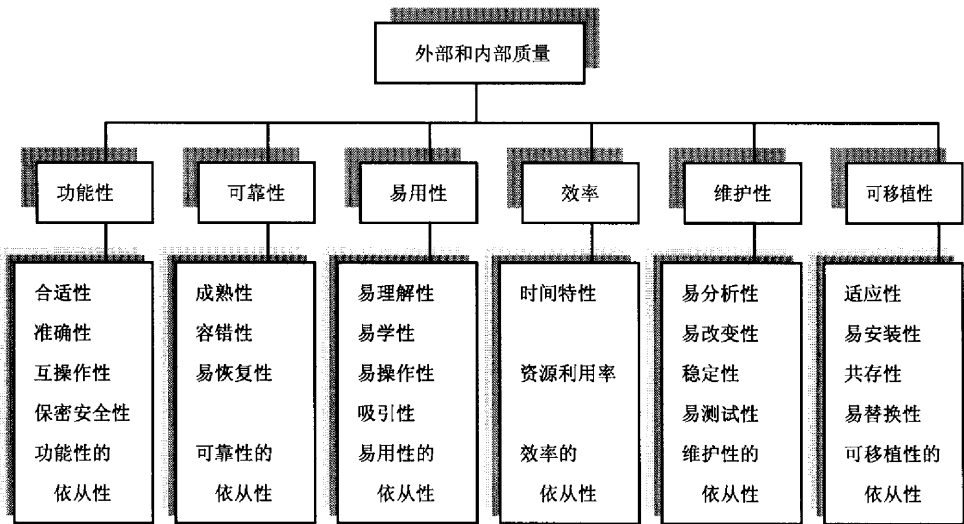 外部和内部质量
功能性
可靠性
易用性
效率
维护性
可移植性
合适性
准确性
互操作性
保密安全性
功能性的
依从性
成熟性
容错性
易恢复性
可靠性的
依从性
易理解性
易学性
易操作性
吸引性
易用性的
依从性
时间特性
资源利用率
效率的
依从性
易分析性
易改变性
稳定性
易测试性
维护性的
依从性
适应性
易安装性
共存性
易替换性
可移植性的
依从性